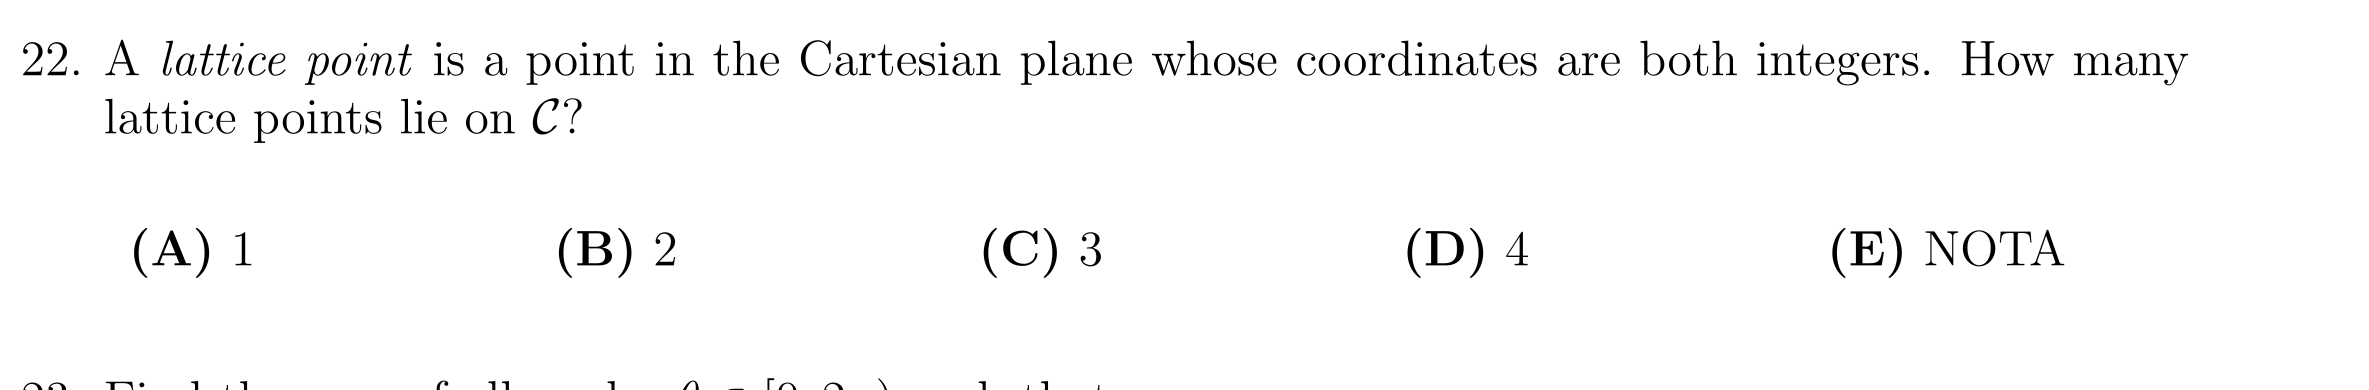 22. A lattice point is a point in the Cartesian plane whose coordinates are both integers. How many
lattice points lie on C?
(A) 1 (B) 2 (C) 3 (D) 4 (E) NOTA